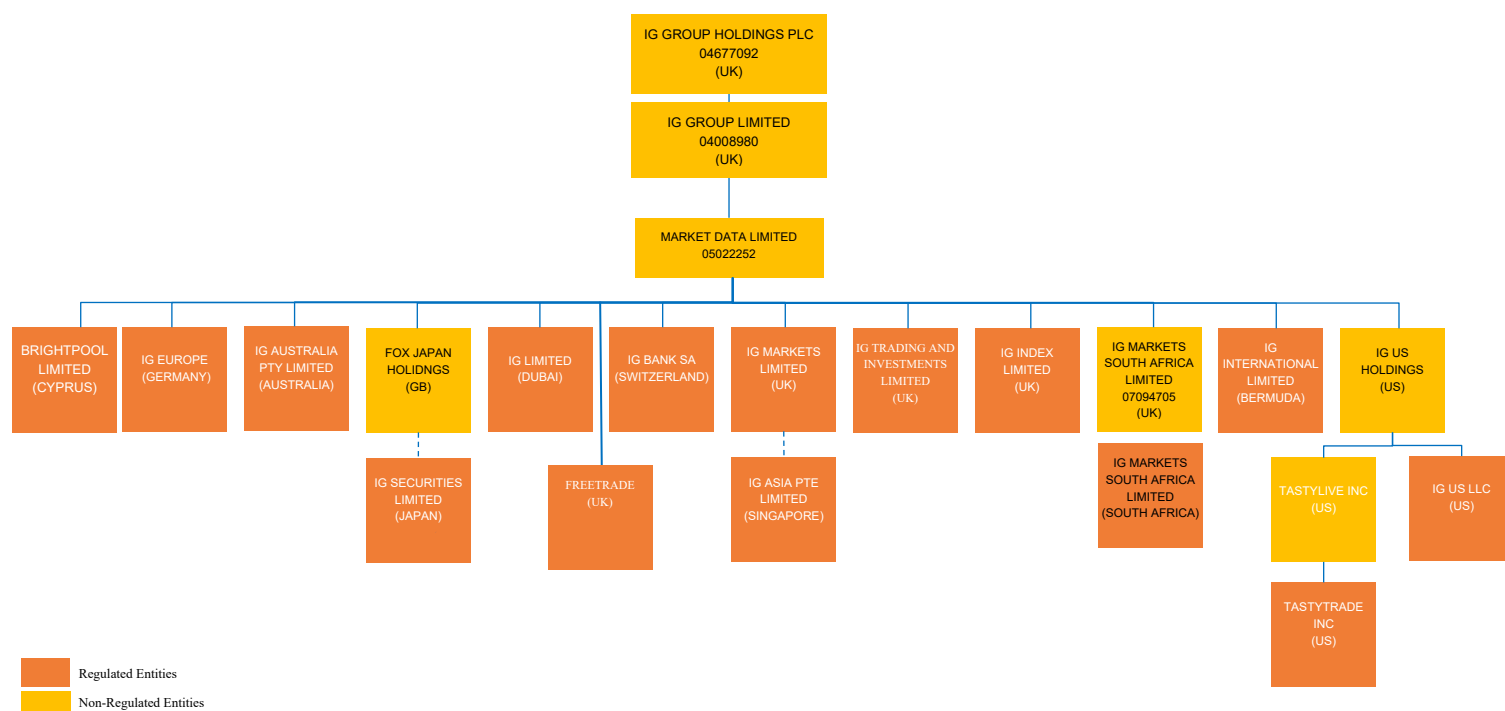 IG GROUP HOLDINGS PLC
04677092
(UK)
IG GROUP LIMITED
04008980
(UK)
MARKET DATA LIMITED
05022252
BRIGHTPOOL
LIMITED
(CYPRUS)
IG EUROPE
(GERMANY)
IG AUSTRALIA
PTY LIMITED
(AUSTRALIA)
FOX JAPAN
HOLIDNGS
(GB)
IG LIMITED
(DUBAI)
IG BANK SA
(SWITZERLAND)
IG MARKETS
LIMITED
(UK)
IG TRADING AND
INVESTMENTS
LIMITED
(UK)
IG INDEX
LIMITED
(UK)
IG MARKETS
SOUTH AFRICA
LIMITED
07094705
(UK)
IG
INTERNATIONAL
LIMITED
(BERMUDA)
IG US
HOLDINGS
(US)
IG SECURITIES
LIMITED
(JAPAN)
FREETRADE
(UK)
IG ASIA PTE
LIMITED
(SINGAPORE)
IG MARKETS
SOUTH AFRICA
LIMITED
(SOUTH AFRICA)
TASTYLIVE INC
(US)
IG US LLC
(US)
TASTYTRADE
INC
(US)
Regulated Entities
Non-Regulated Entities